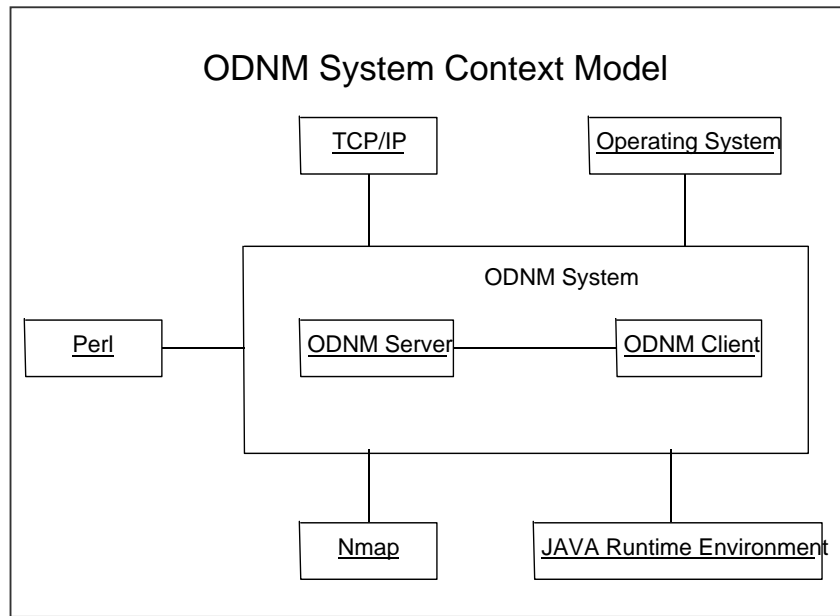 ODNM System Context Model
TCP/IP
Operating System
ODNM System
Perl
ODNM Server
ODNM Client
Nmap
JAVA Runtime Environment